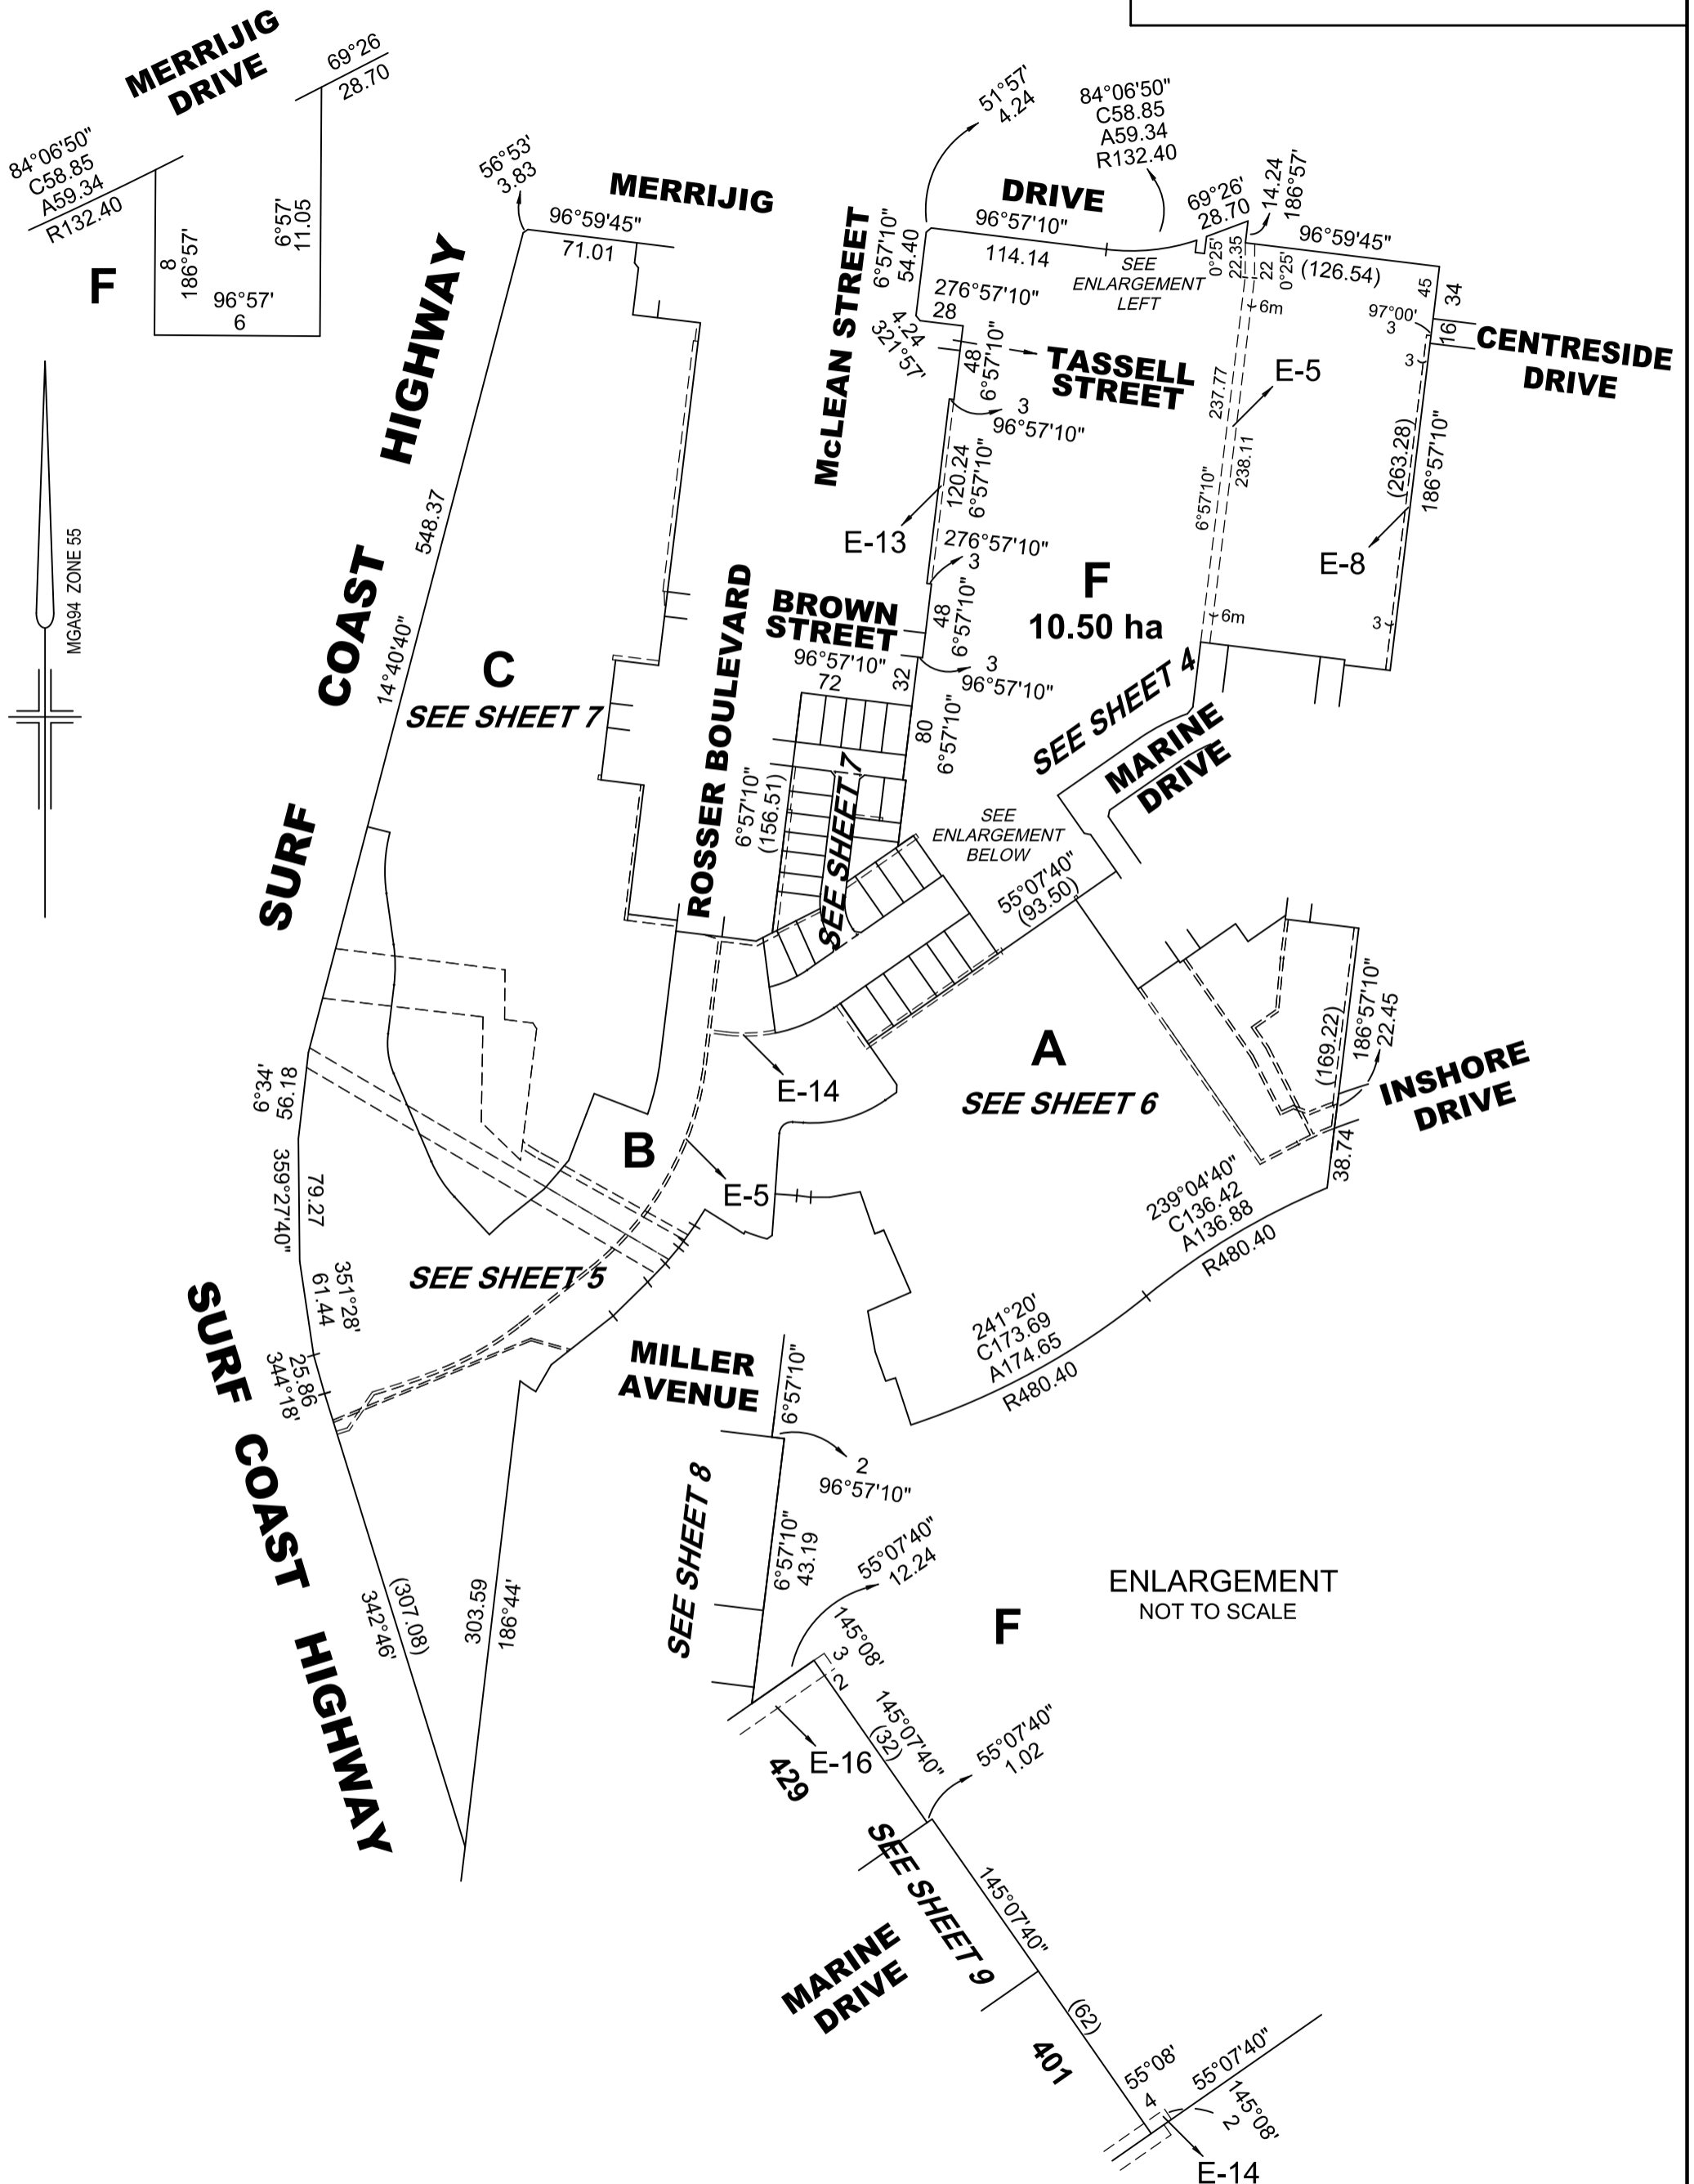 MERRIJIG
DRIVE
69°26
28.70
84°06'50"
C58.85
A59.34
R132.40
F
8
186°57'
6°57'
11.05
96°57'
6
MGA94 ZONE 55
56°53'
3.83
MERRIJIG
96°59'45"
71.01
51°57'
4.24
84°06'50"
C58.85
A59.34
R132.40
DRIVE
96°57'10"
114.14
SEE
ENLARGEMENT
LEFT
69°26'
28.70
14.24
186°57'
96°59'45"
(126.54)
0°25'
22.35
22
0°25'
6m
45
34
97°00'
3
16
3
CENTRESIDE
DRIVE
McLEAN STREET
6°57'10"
54.40
276°57'10"
28
4.24
321°57'
48
6°57'10"
TASSELL
STREET
3
96°57'10"
120.24
6°57'10"
E-13
276°57'10"
3
237.77
238.11
6°57'10"
E-5
(263.28)
186°57'10"
E-8
F
10.50 ha
6m
3
SURF COAST HIGHWAY
548.37
14°40'40"
C
SEE SHEET 7
ROSSER BOULEVARD
BROWN
STREET
96°57'10"
72
32
48
6°57'10"
3
96°57'10"
80
6°57'10"
6°57'10"
(156.51)
SEE SHEET 7
SEE SHEET 4
MARINE
DRIVE
SEE
ENLARGEMENT
BELOW
55°07'40"
(93.50)
A
SEE SHEET 6
E-14
(169.22)
186°57'10"
22.45
INSHORE
DRIVE
38.74
239°04'40"
C136.42
A136.88
R480.40
241°20'
C173.69
A174.65
R480.40
6°34'
56.18
359°27'40"
79.27
351°28'
61.44
25.86
344°18'
B
E-5
SEE SHEET 5
SURF COAST HIGHWAY
342°46'
(307.08)
303.59
186°44'
MILLER
AVENUE
6°57'10"
2
96°57'10"
SEE SHEET 8
6°57'10"
43.19
55°07'40"
12.24
ENLARGEMENT
NOT TO SCALE
F
145°08'
3
2
E-16
429
145°07'40"
(32)
55°07'40"
1.02
SEE SHEET 9
145°07'40"
(62)
MARINE
DRIVE
401
55°08'
4
55°07'40"
145°08'
2
E-14